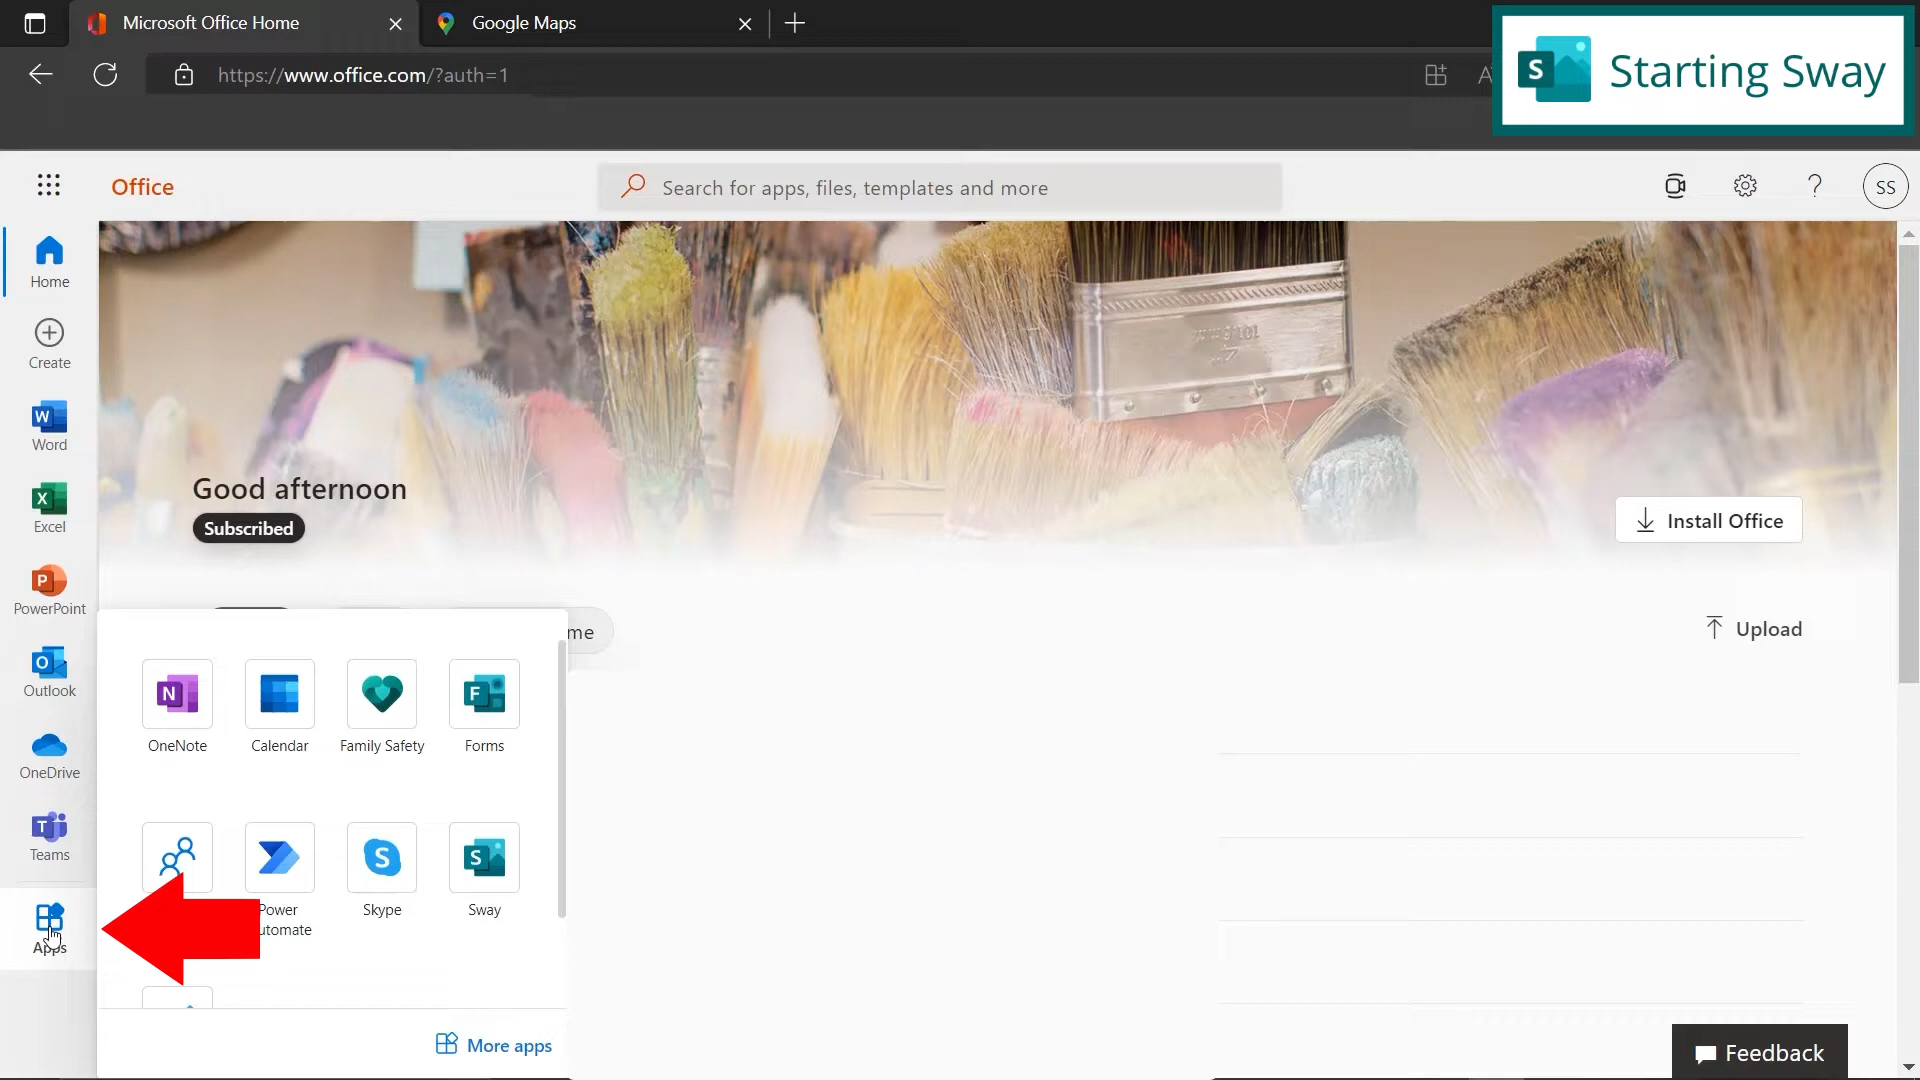 Microsoft Office Home
Google Maps
https://www.office.com/?auth=1
S Starting Sway
Office
Search for apps, files, templates and more
?
SS
Home
Create
Word
Excel
PowerPoint
Outlook
OneDrive
Teams
Apps
Good afternoon
Subscribed
Install Office
me
Upload
OneNote
Calendar
Family Safety
Forms
Power
utomate
Skype
Sway
More apps
Feedback